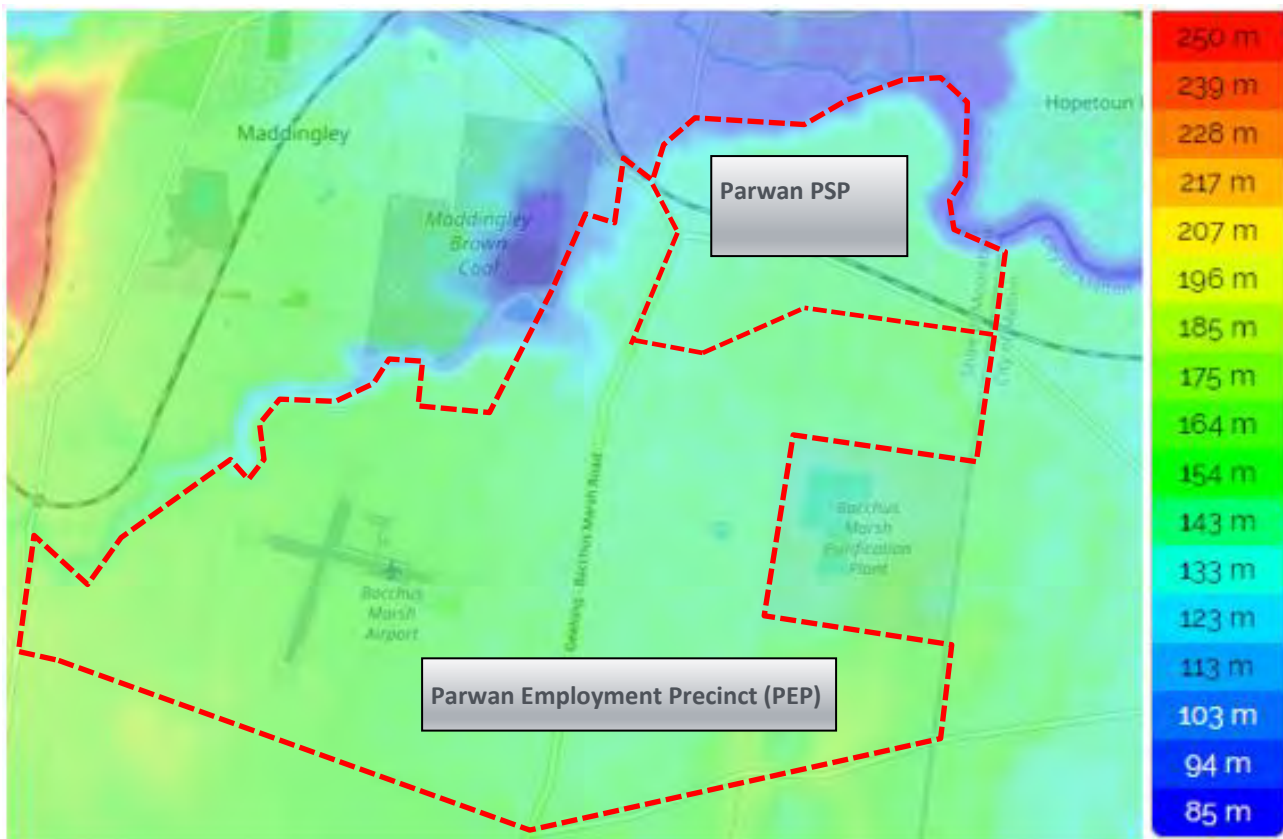 Maddingley
Hopetoun
Parwan PSP
Maddingley
Brown
Coal
Geelong - Bacchus Marsh Road
Bacchus
Marsh
Purification
Plant
Bacchus
Marsh
Airport
Parwan Employment Precinct (PEP)
250 m
239 m
228 m
217 m
207 m
196 m
185 m
175 m
164 m
154 m
143 m
133 m
123 m
113 m
103 m
94 m
85 m